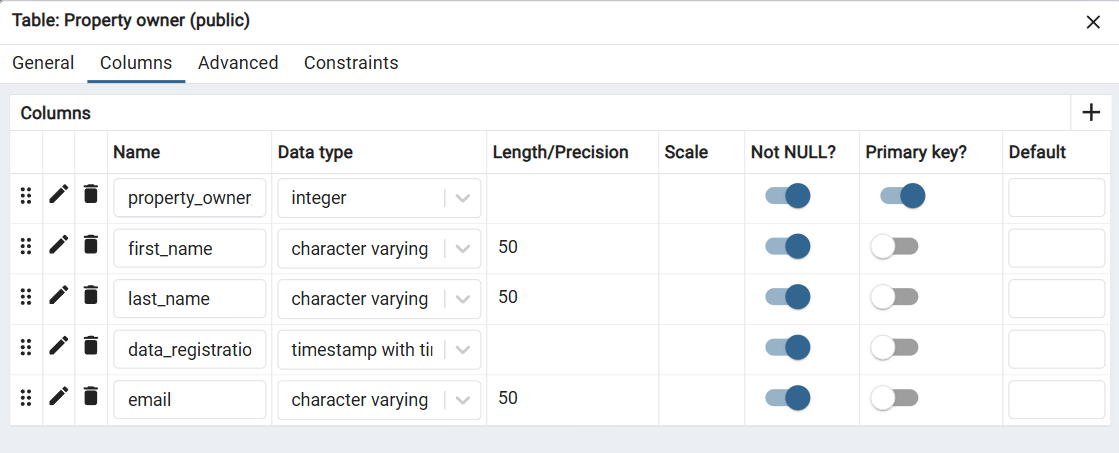 Table: Property owner (public)
General Columns Advanced Constraints
Columns
Name Data type Length/Precision Scale Not NULL? Primary key? Default
property_owner integer
first_name character varying 50
last_name character varying 50
data_registratio timestamp with tii
email character varying 50